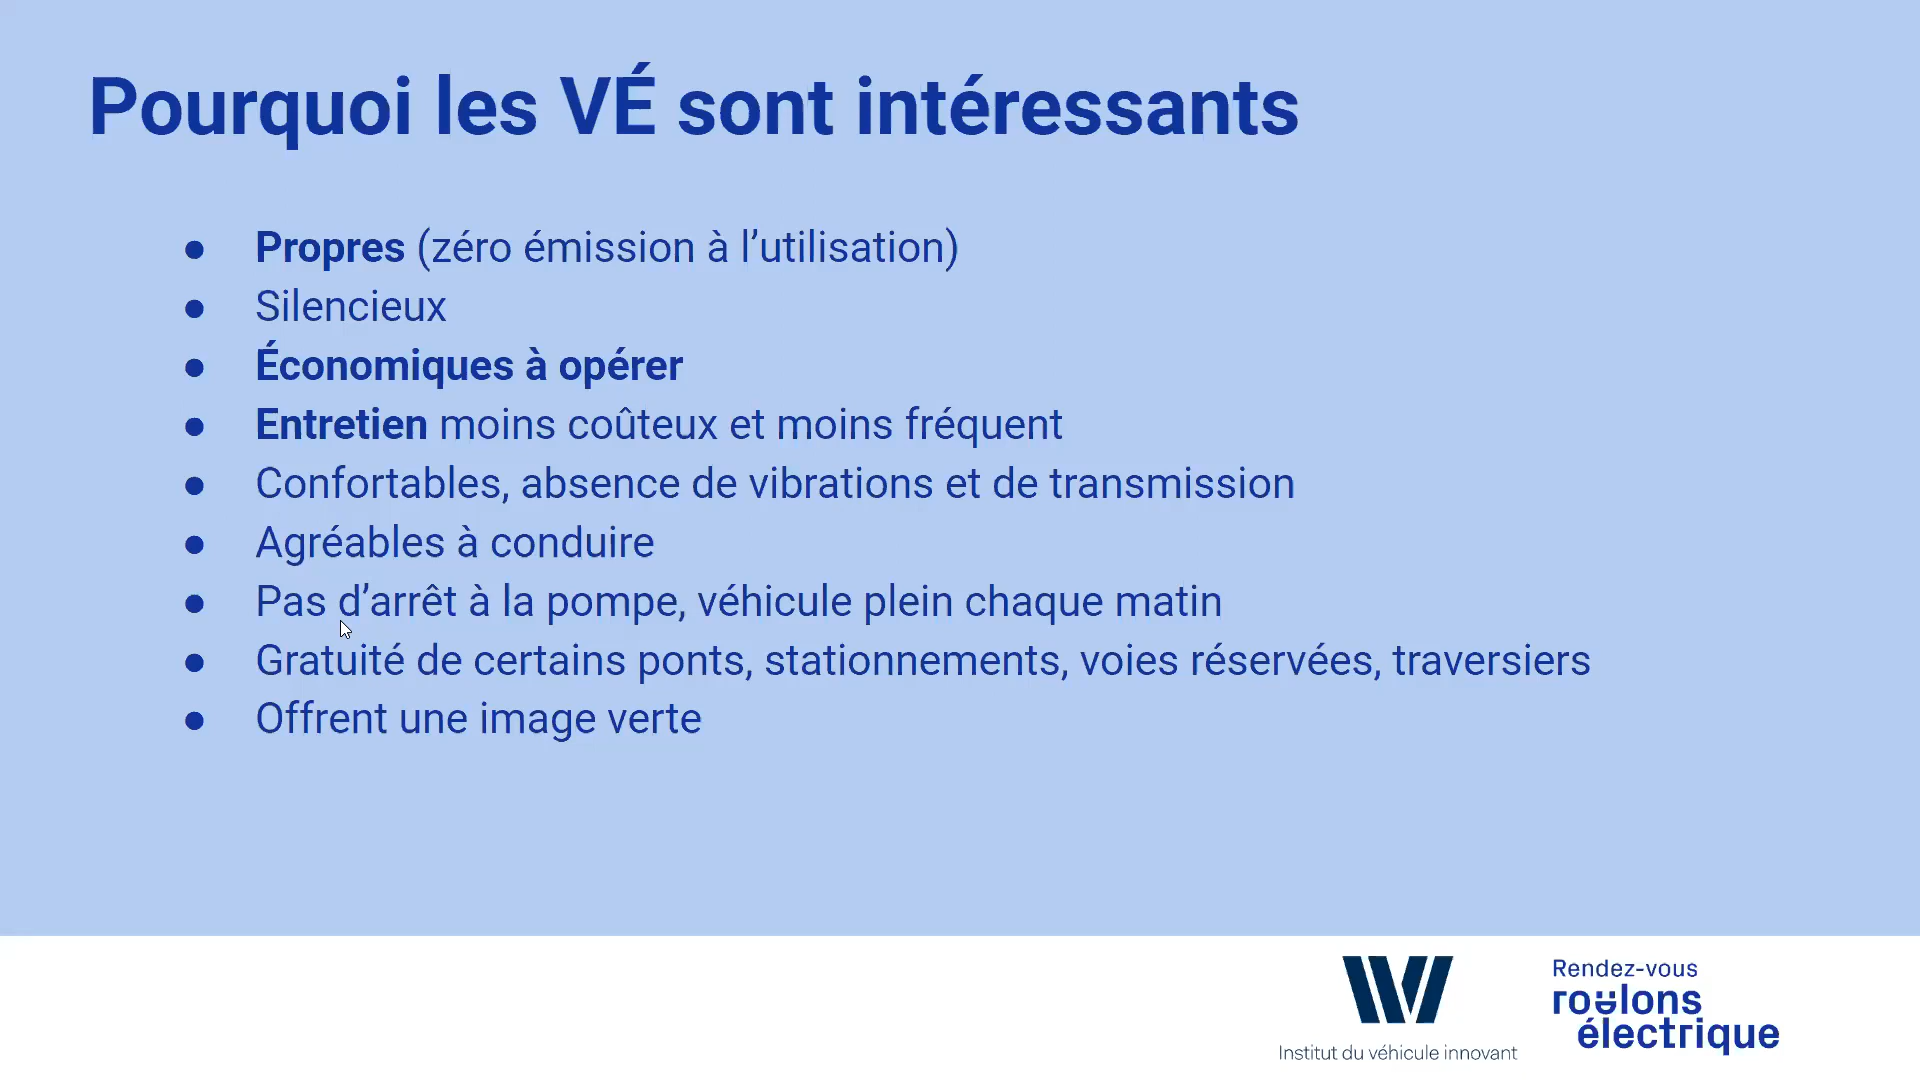 Pourquoi les VÉ sont intéressants
● Propres (zéro émission à l’utilisation)
● Silencieux
● Économiques à opérer
● Entretien moins coûteux et moins fréquent
● Confortables, absence de vibrations et de transmission
● Agréables à conduire
● Pas d’arrêt à la pompe, véhicule plein chaque matin
● Gratuité de certains ponts, stationnements, voies réservées, traversiers
● Offrent une image verte
Institut du véhicule innovant
Rendez-vous
roulons
électrique